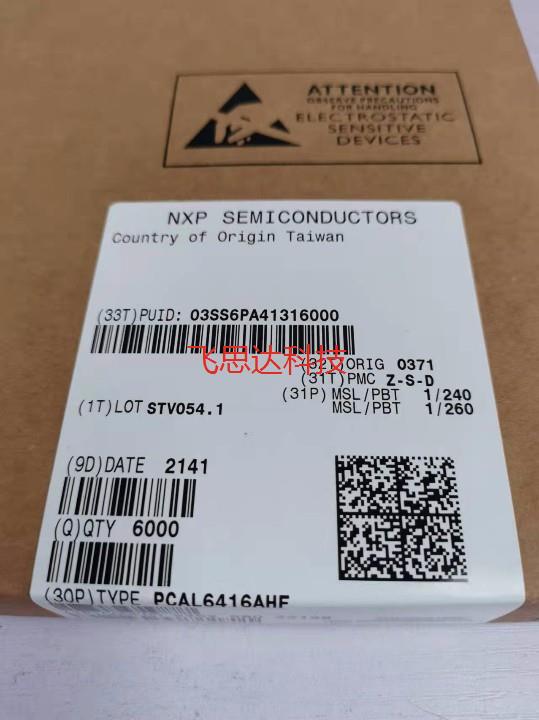 ATTENTION
OBSERVE PRECAUTIONS
FOR HANDLING
ELECTROSTATIC
SENSITIVE
DEVICES
NXP SEMICONDUCTORS
Country of Origin Taiwan
(33T)PUID: 03SS6PA41316000
飞思达科技
(32T)ORIG 0371
(31T)PMC Z-S-D
(31P) MSL/PBT 1/240
MSL/PBT 1/260
(1T)LOT STV054.1
(9D)DATE 2141
(Q)QTY 6000
(30P)TYPE PCAL6416AHF